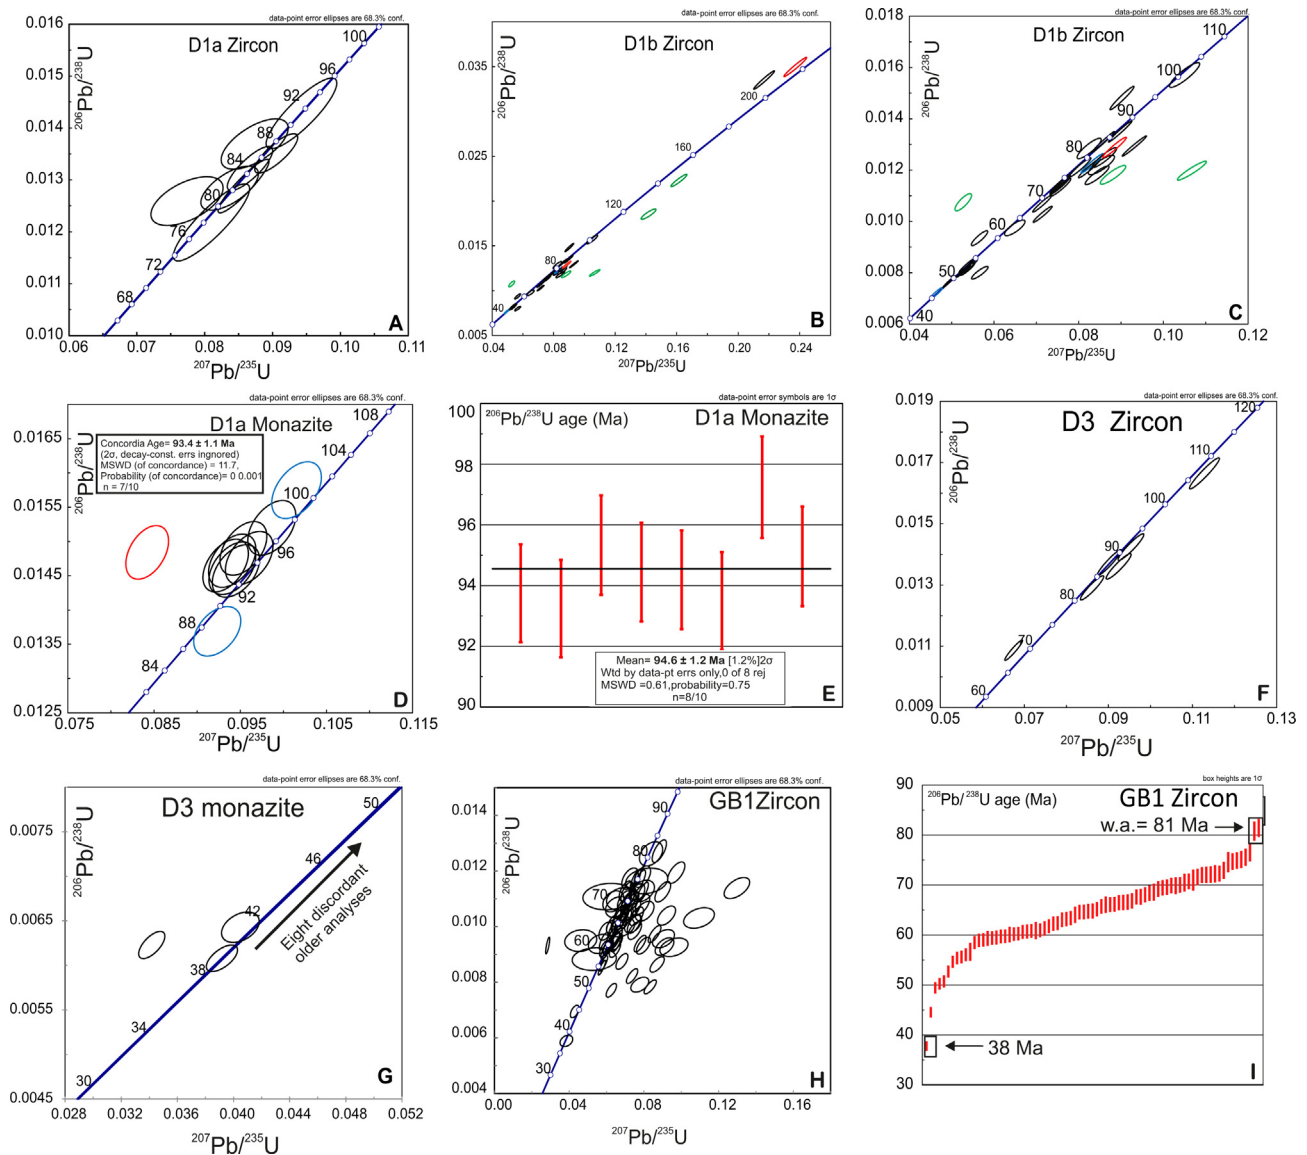 data-point error ellipses are 68.3% conf.
D1a Zircon
206Pb/238U
0.016
0.015
0.014
0.013
0.012
0.011
0.010
100
96
92
88
84
80
76
72
68
A
0.06
0.07
0.08
0.09
0.10
0.11
207Pb/235U
data-point error ellipses are 68.3% conf.
D1b Zircon
206Pb/238U
0.035
0.025
0.015
0.005
200
160
120
80
40
B
0.04
0.08
0.12
0.16
0.20
0.24
207Pb/235U
data-point error ellipses are 68.3% conf.
D1b Zircon
206Pb/238U
0.018
0.016
0.014
0.012
0.010
0.008
0.006
110
100
90
80
70
60
50
40
C
0.04
0.06
0.08
0.10
0.12
207Pb/235U
data-point error ellipses are 68.3% conf.
D1a Monazite
206Pb/238U
Concordia Age= 93.4 ± 1.1 Ma
(2σ, decay-const. errs ingnored)
MSWD (of concordance) = 11.7,
Probability (of concordance)= 0 0.001
n = 7/10
0.0165
0.0155
0.0145
0.0135
0.0125
108
104
100
96
92
88
84
D
0.075
0.085
0.095
0.105
0.115
207Pb/235U
data-point error symbols are 1σ
206Pb/238U age (Ma)
D1a Monazite
100
98
96
94
92
90
Mean= 94.6 ± 1.2 Ma [1.2%]2σ
Wtd by data-pt errs only,0 of 8 rej
MSWD =0.61,probability=0.75
n=8/10
E
data-point error ellipses are 68.3% conf.
D3 Zircon
206Pb/238U
0.019
0.017
0.015
0.013
0.011
0.009
120
110
100
90
80
70
60
F
0.05
0.07
0.09
0.11
0.13
207Pb/235U
data-point error ellipses are 68.3% conf.
D3 monazite
206Pb/238U
0.0075
0.0065
0.0055
0.0045
50
46
42
38
34
30
Eight discordant
older analyses
G
0.028
0.032
0.036
0.040
0.044
0.048
0.052
207Pb/235U
data-point error ellipses are 68.3% conf.
GB1Zircon
206Pb/238U
0.014
0.012
0.010
0.008
0.006
0.004
90
80
70
60
50
40
30
H
0.00
0.04
0.08
0.12
0.16
207Pb/235U
box heights are 1σ
206Pb/238U age (Ma)
GB1 Zircon
w.a.= 81 Ma
90
80
70
60
50
40
30
38 Ma
I